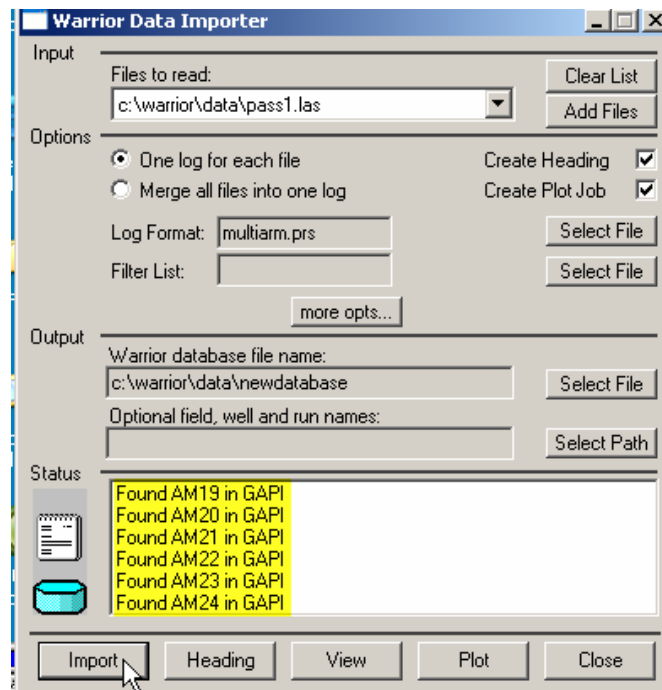 Warrior Data Importer
Input
Files to read:
Clear List
c:\warrior\data\pass1.las
Add Files
Options
One log for each file
Create Heading
Merge all files into one log
Create Plot Job
Log Format:
multiarm.prs
Select File
Filter List:
Select File
more opts...
Output
Warrior database file name:
c:\warrior\data\newdatabase
Select File
Optional field, well and run names:
Select Path
Status
Found AM19 in GAPI
Found AM20 in GAPI
Found AM21 in GAPI
Found AM22 in GAPI
Found AM23 in GAPI
Found AM24 in GAPI
Import
Heading
View
Plot
Close